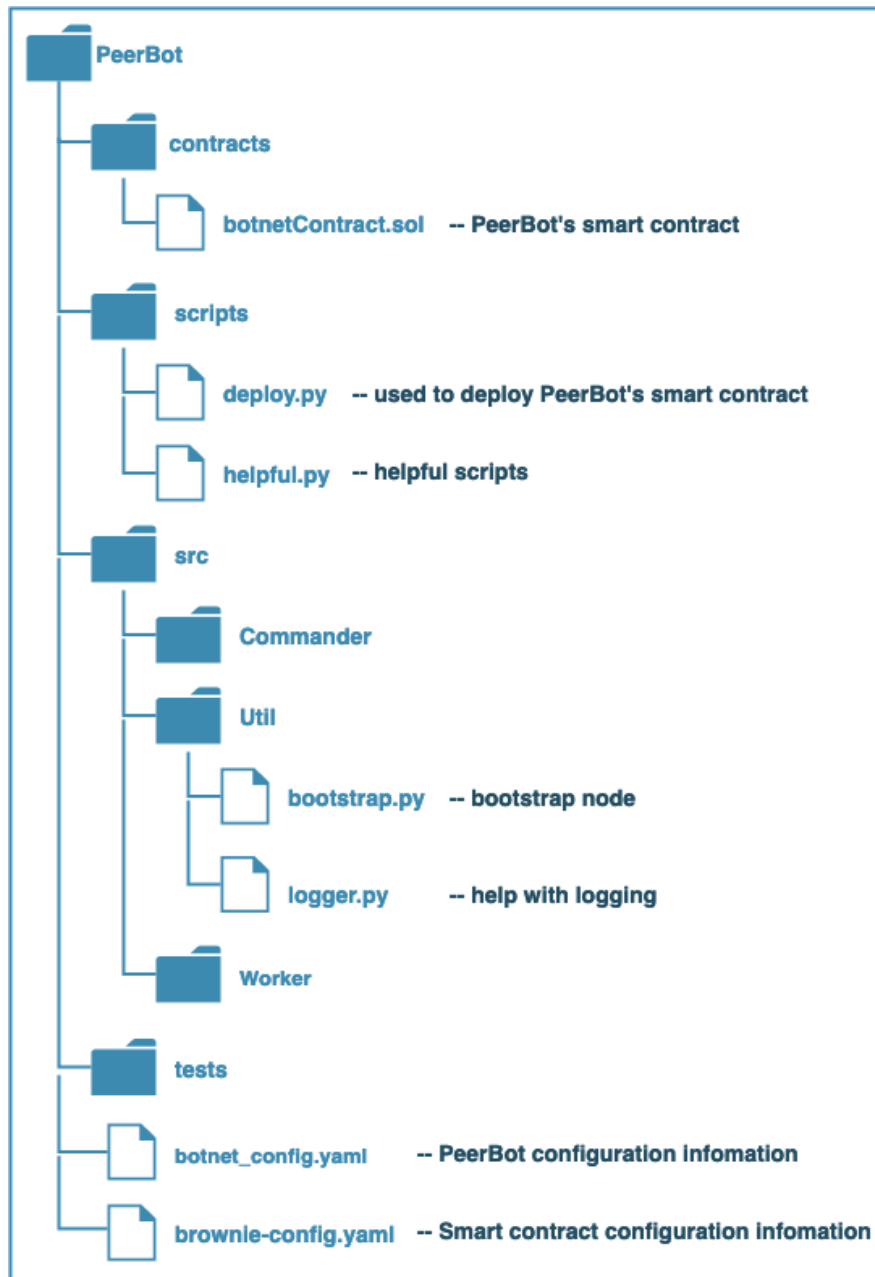 PeerBot
contracts
botnetContract.sol -- PeerBot's smart contract
scripts
deploy.py -- used to deploy PeerBot's smart contract
helpful.py -- helpful scripts
src
Commander
Util
bootstrap.py -- bootstrap node
logger.py -- help with logging
Worker
tests
botnet_config.yaml -- PeerBot configuration infomation
brownie-config.yaml -- Smart contract configuration infomation